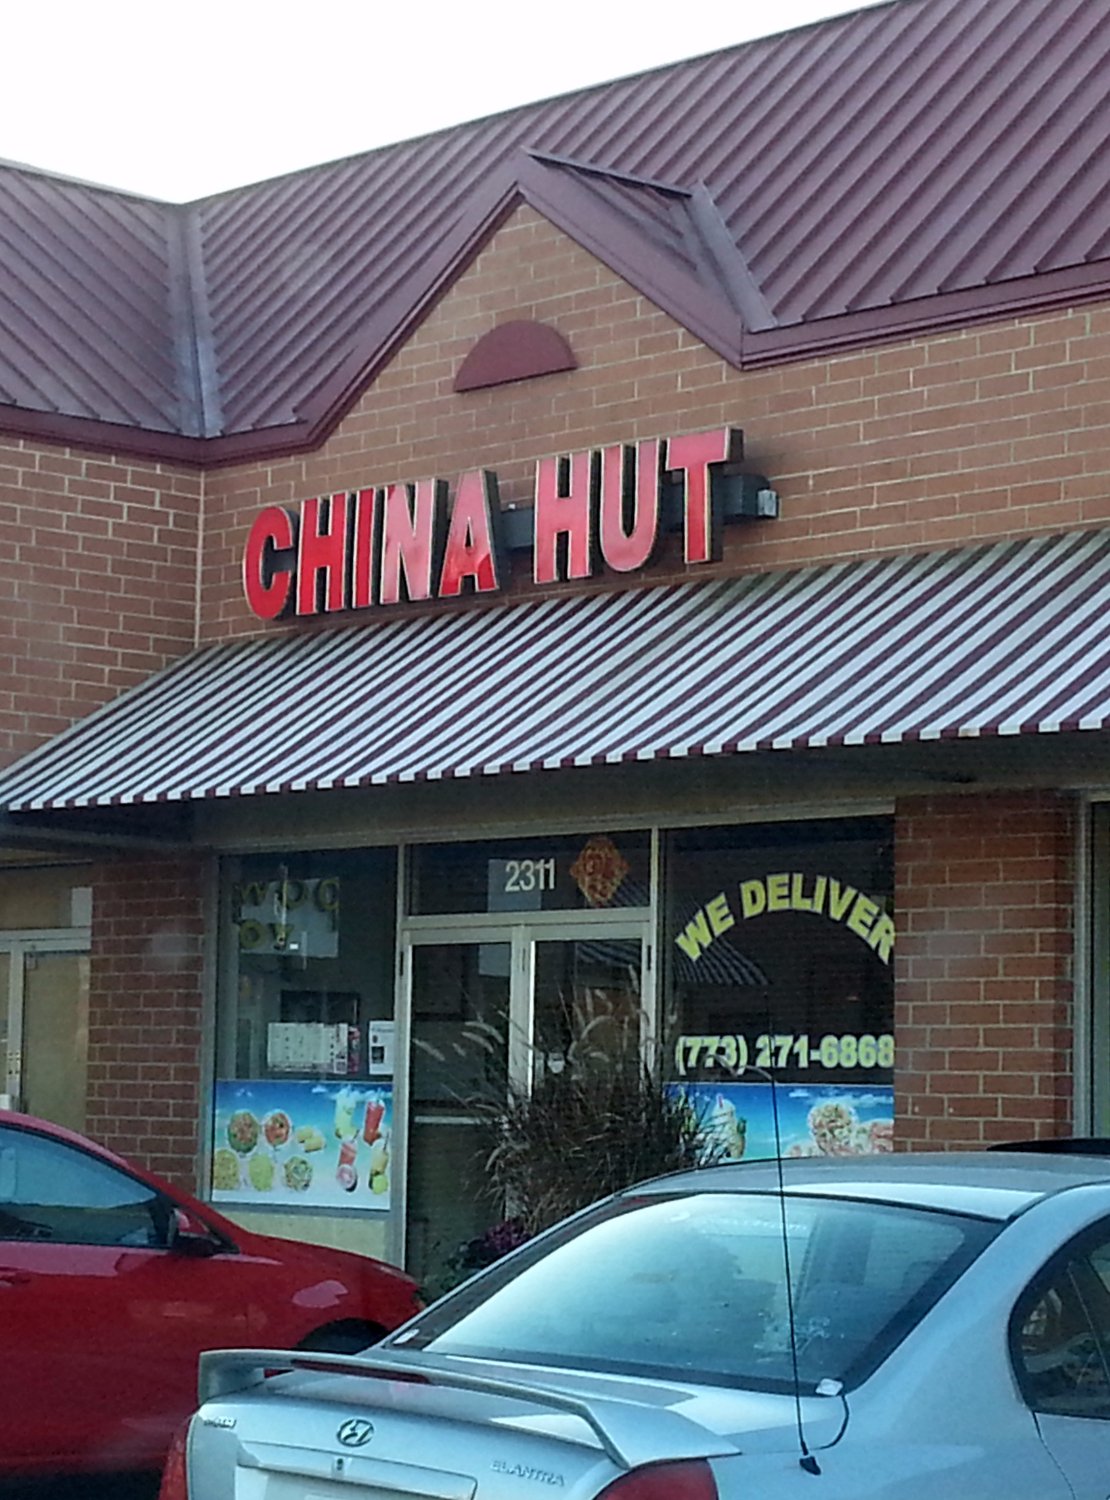 CHINA HUT
2311
WE DELIVER
(773) 271-6868
ELANTRA